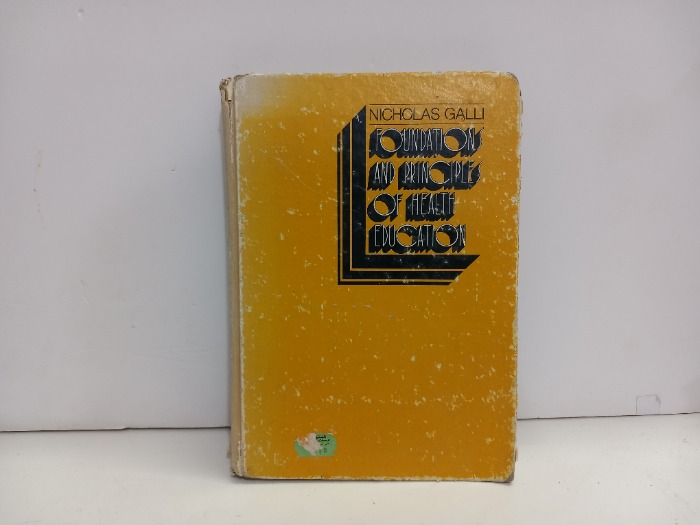 NICHOLAS GALLI
FOUNDATIONS
AND PRINCIPLES
OF HEALTH
EDUCATION